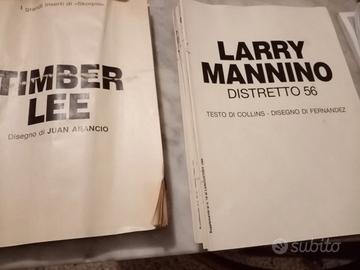 I Grandi Inserti di «Skorpio»
TIMBER
LEE
Disegno di JUAN ARANCIO
LARRY
MANNINO
DISTRETTO 56
TESTO DI COLLINS - DISEGNO DI FERNANDEZ
subito